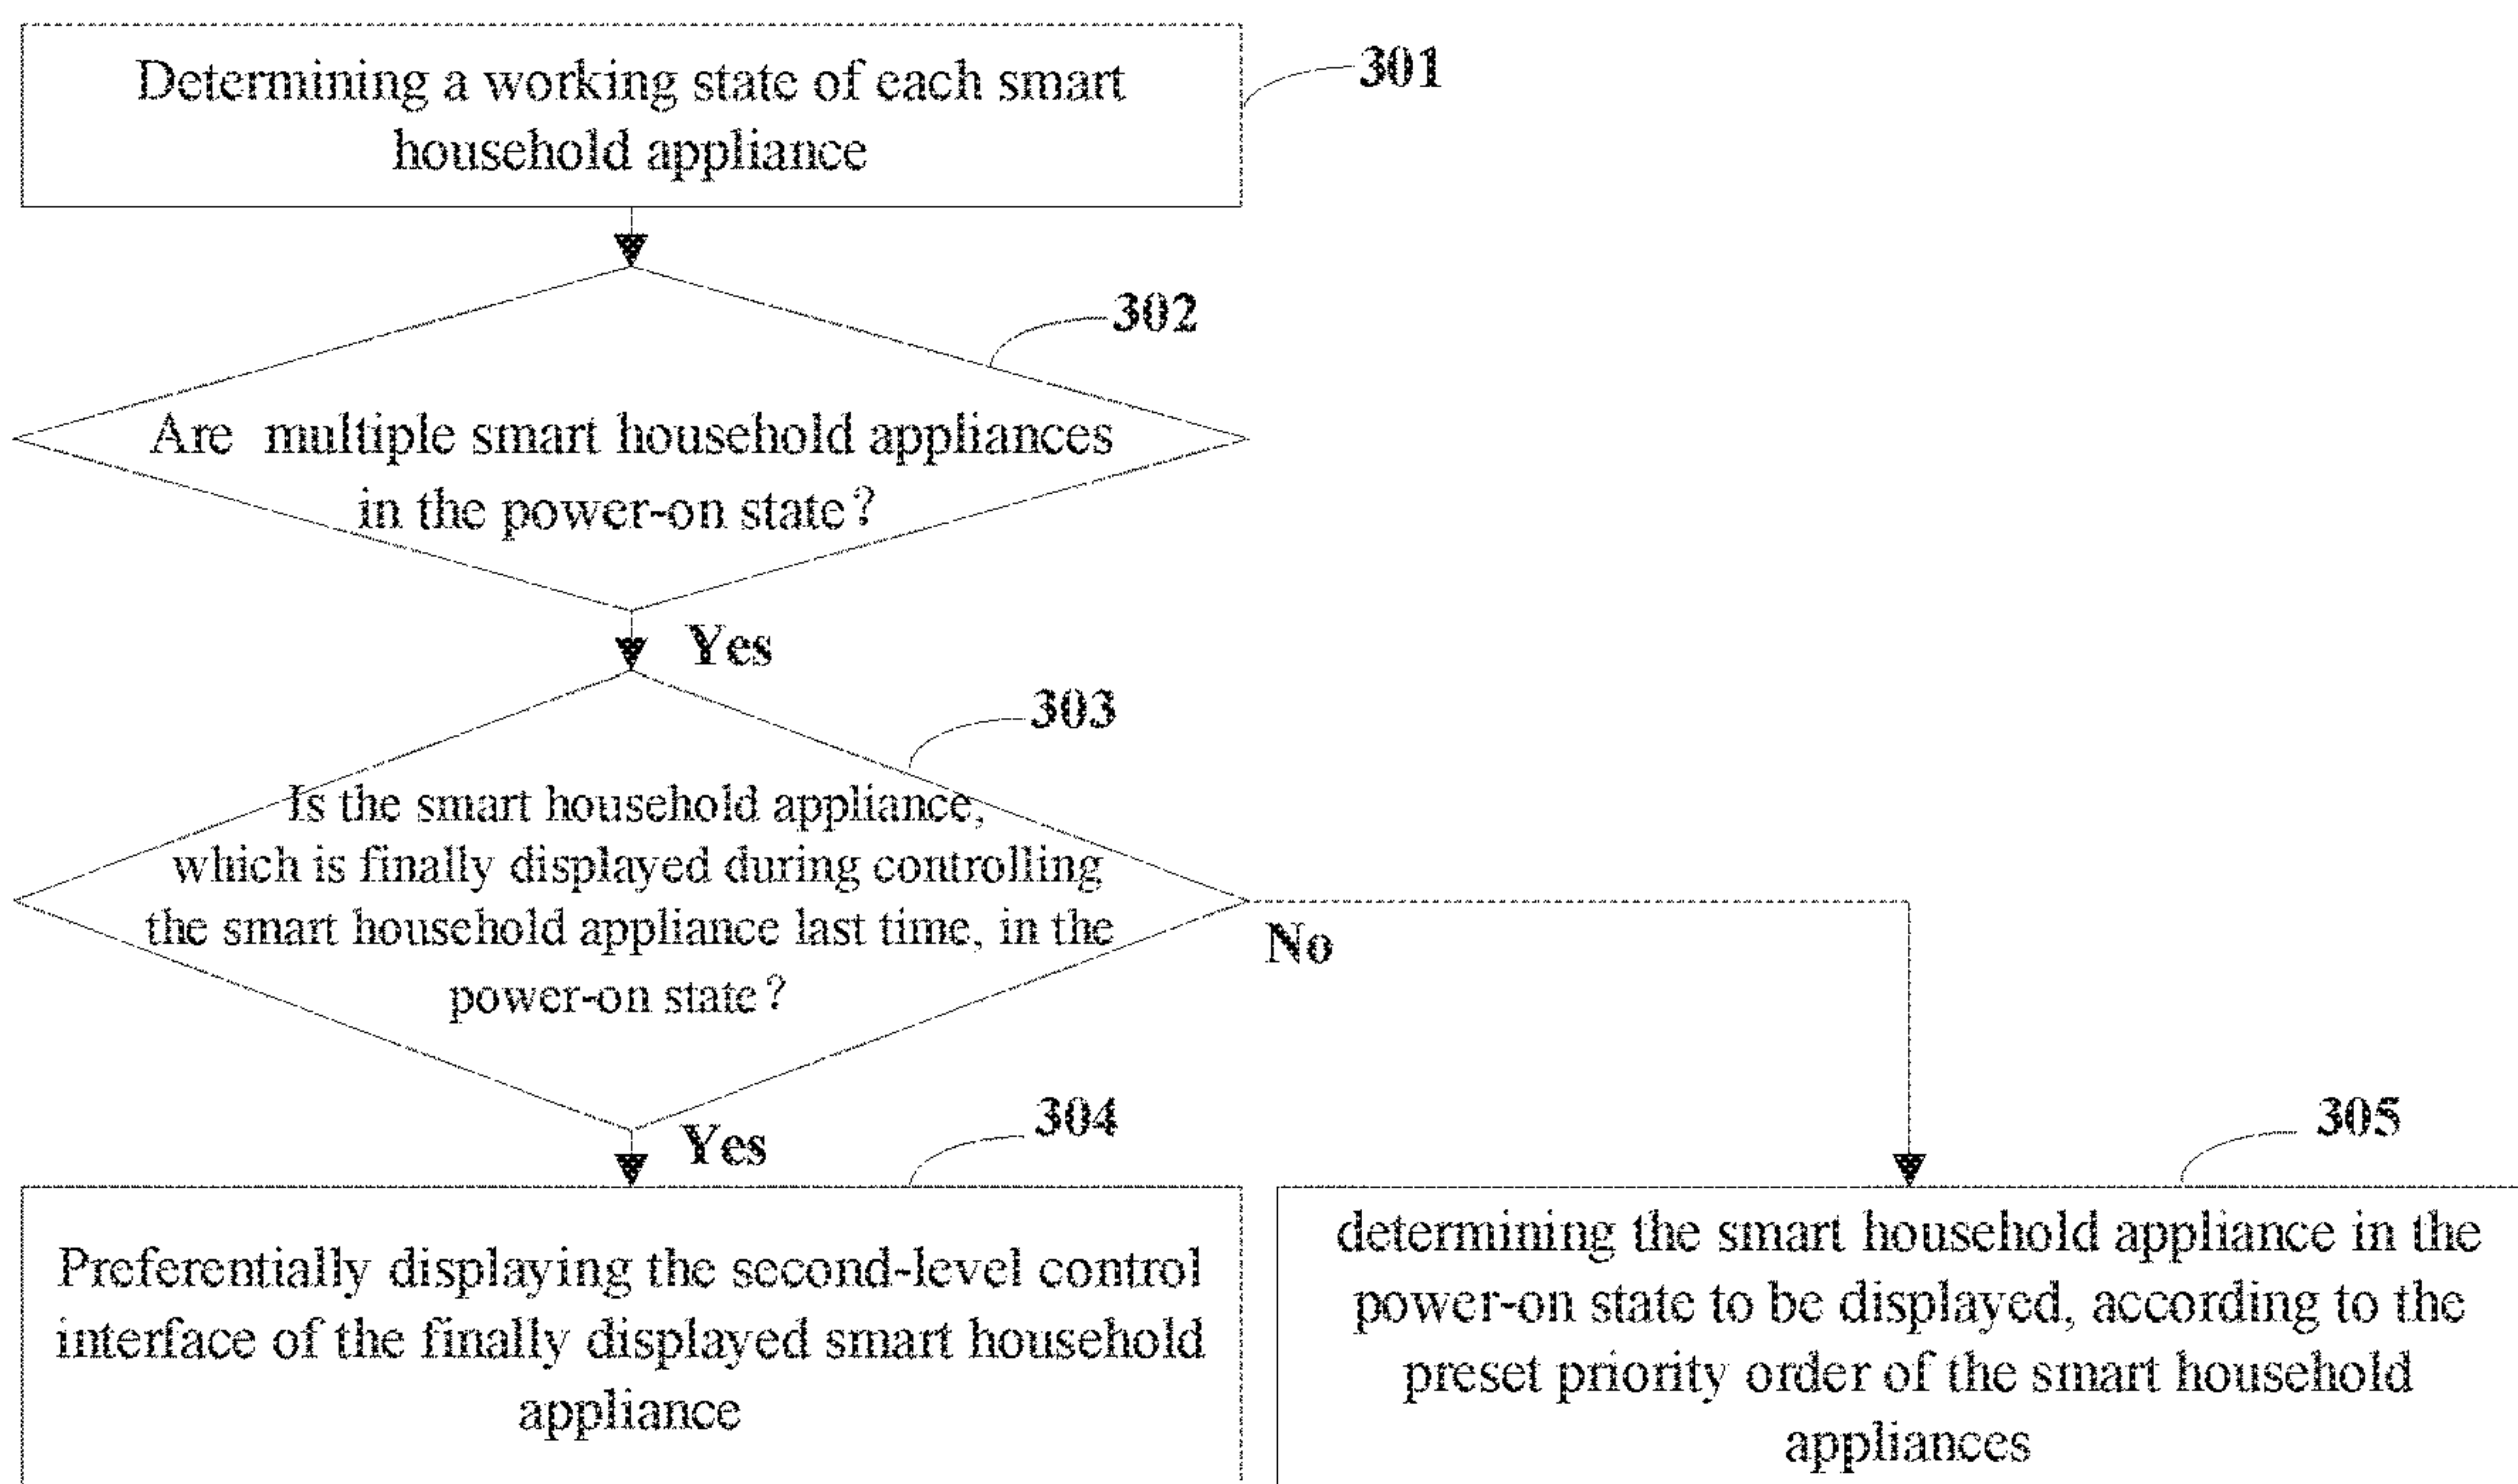 Determining a working state of each smart
household appliance
301
302
Are multiple smart household appliances
in the power-on state?
Yes
303
Is the smart household appliance,
which is finally displayed during controlling
the smart household appliance last time, in the
power-on state?
No
Yes
304
305
Preferentially displaying the second-level control
interface of the finally displayed smart household
appliance
determining the smart household appliance in the
power-on state to be displayed, according to the
preset priority order of the smart household
appliances